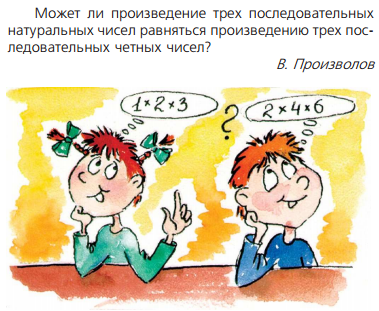 Может ли произведение трех последовательных
натуральных чисел равняться произведению трех пос-
ледовательных четных чисел?
В. Произволов
1×2×3
?
2×4×6